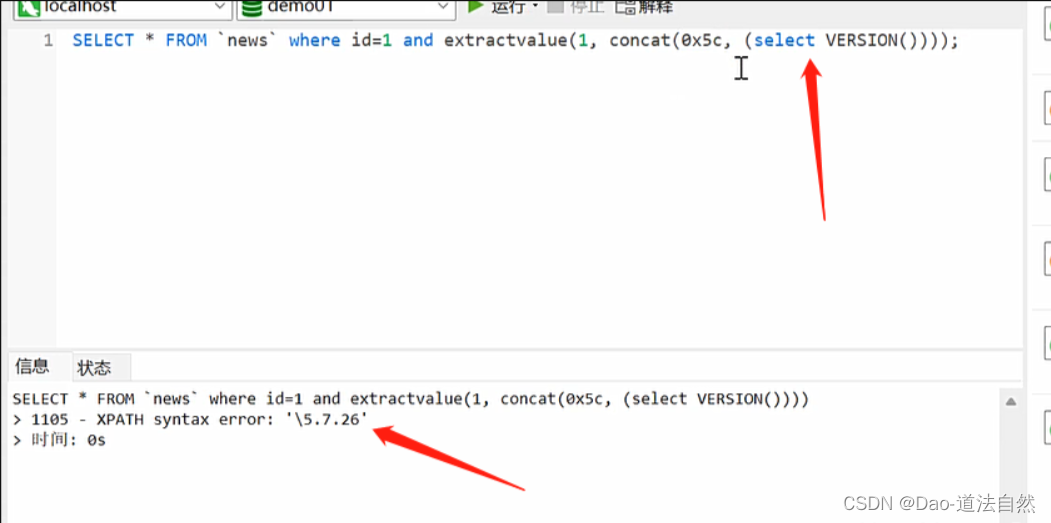 localhost demo01 运行 停止 解释
1 SELECT * FROM `news` where id=1 and extractvalue(1, concat(0x5c, (select VERSION())));
信息 状态
SELECT * FROM `news` where id=1 and extractvalue(1, concat(0x5c, (select VERSION())))
> 1105 - XPATH syntax error: '\5.7.26'
> 时间: 0s
CSDN @Dao-道法自然